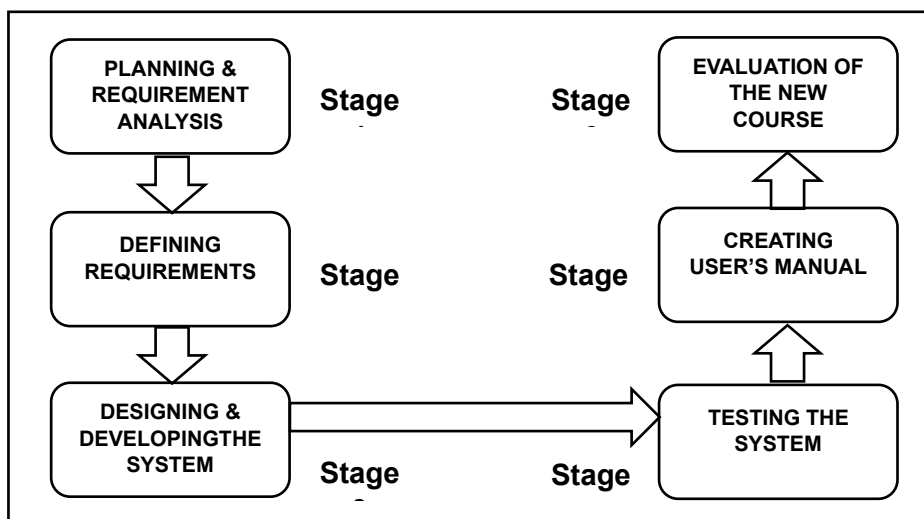 PLANNING &
REQUIREMENT
ANALYSIS
Stage
DEFINING
REQUIREMENTS
Stage
DESIGNING &
DEVELOPINGTHE
SYSTEM
Stage
EVALUATION OF
THE NEW
COURSE
Stage
CREATING
USER'S MANUAL
Stage
TESTING THE
SYSTEM
Stage